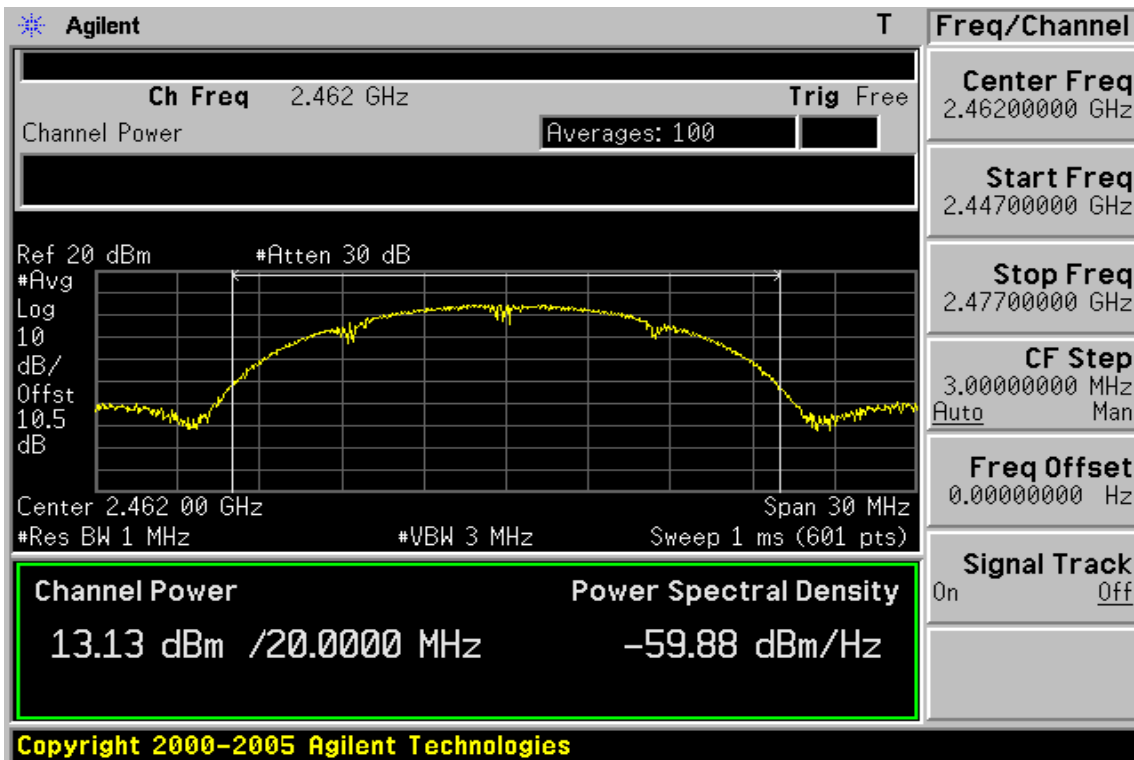 Agilent T
Freq/Channel
Ch Freq 2.462 GHz Trig Free
Channel Power Averages: 100
Ref 20 dBm #Atten 30 dB
#Avg
Log
10
dB/
Offst
10.5
dB
Center 2.462 00 GHz Span 30 MHz
#Res BW 1 MHz #VBW 3 MHz Sweep 1 ms (601 pts)
Channel Power Power Spectral Density
13.13 dBm /20.0000 MHz -59.88 dBm/Hz
Center Freq
2.46200000 GHz
Start Freq
2.44700000 GHz
Stop Freq
2.47700000 GHz
CF Step
3.00000000 MHz
Auto Man
Freq Offset
0.00000000 Hz
Signal Track
On Off
Copyright 2000-2005 Agilent Technologies